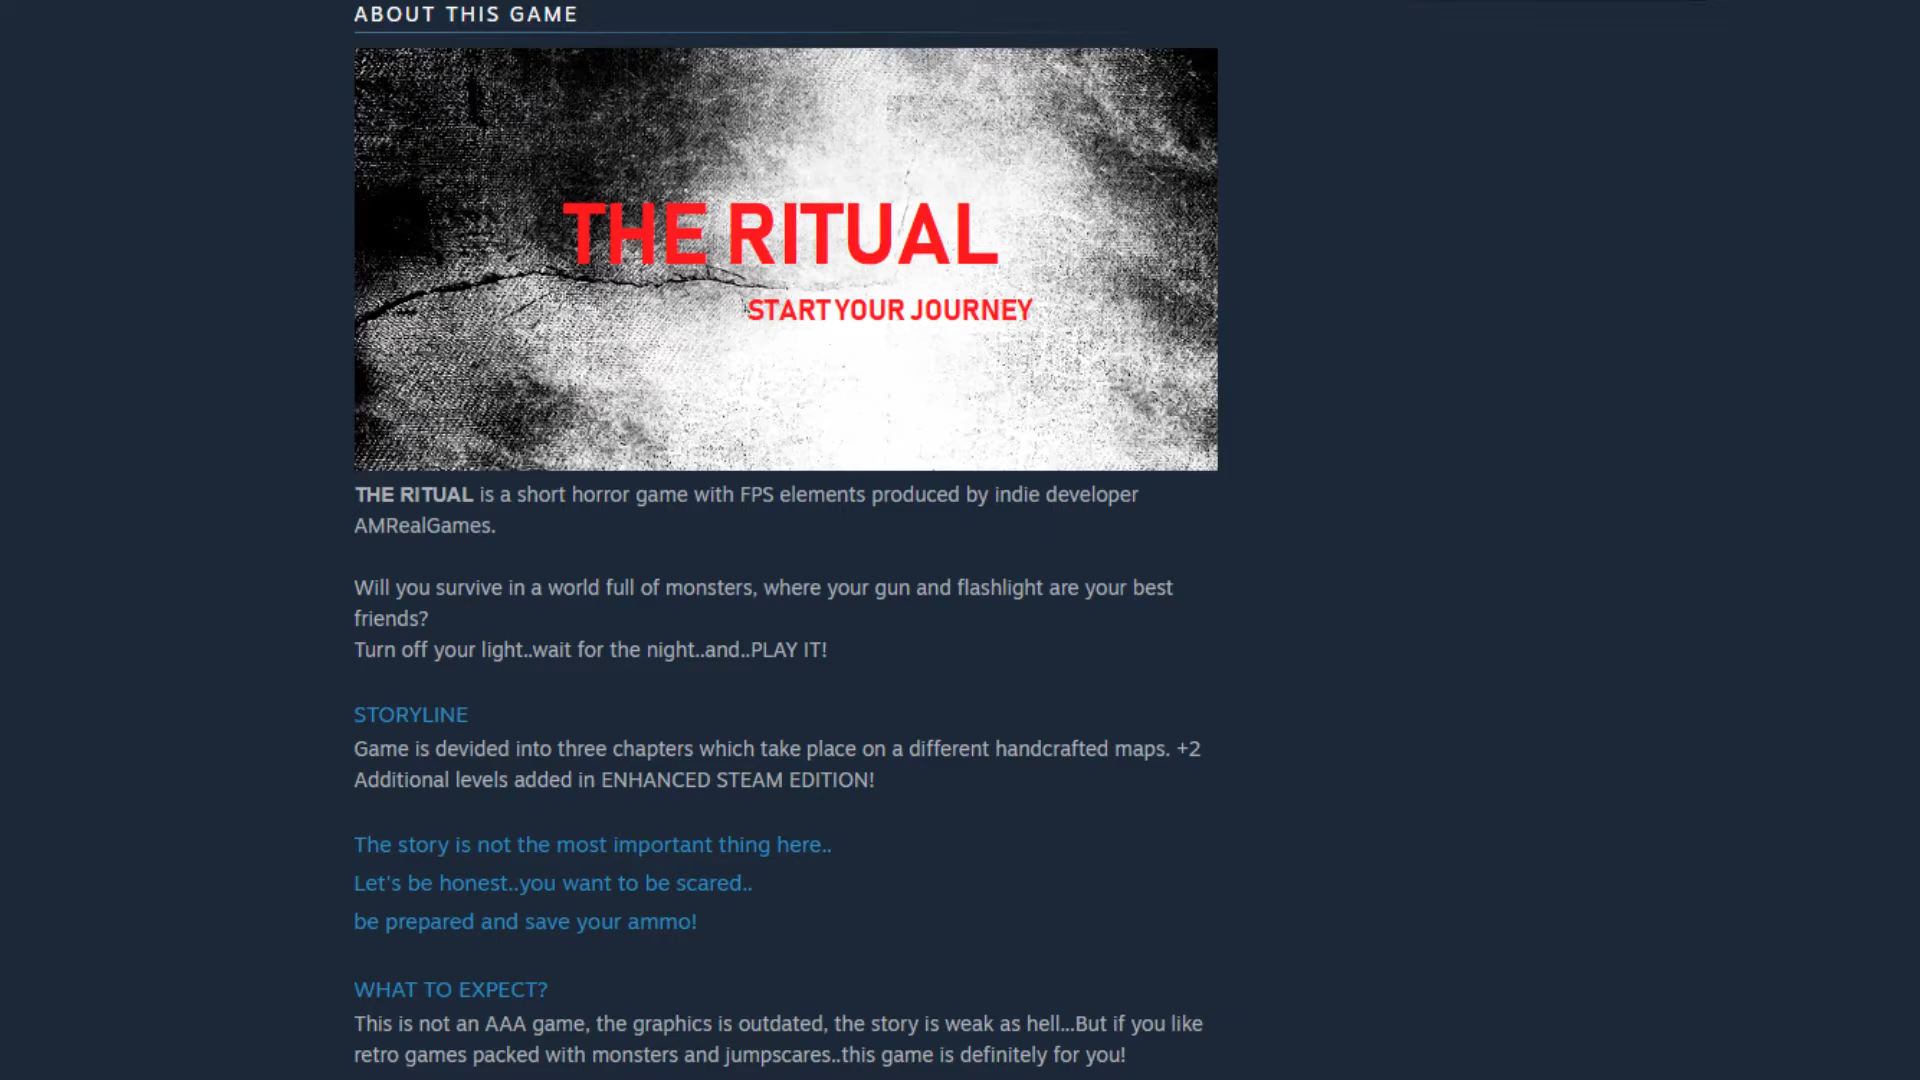 ABOUT THIS GAME
THE RITUAL
START YOUR JOURNEY
THE RITUAL is a short horror game with FPS elements produced by indie developer
AMRealGames.
Will you survive in a world full of monsters, where your gun and flashlight are your best
friends?
Turn off your light..wait for the night..and..PLAY IT!
STORYLINE
Game is devided into three chapters which take place on a different handcrafted maps. +2
Additional levels added in ENHANCED STEAM EDITION!
The story is not the most important thing here..
Let's be honest..you want to be scared..
be prepared and save your ammo!
WHAT TO EXPECT?
This is not an AAA game, the graphics is outdated, the story is weak as hell...But if you like
retro games packed with monsters and jumpscares..this game is definitely for you!